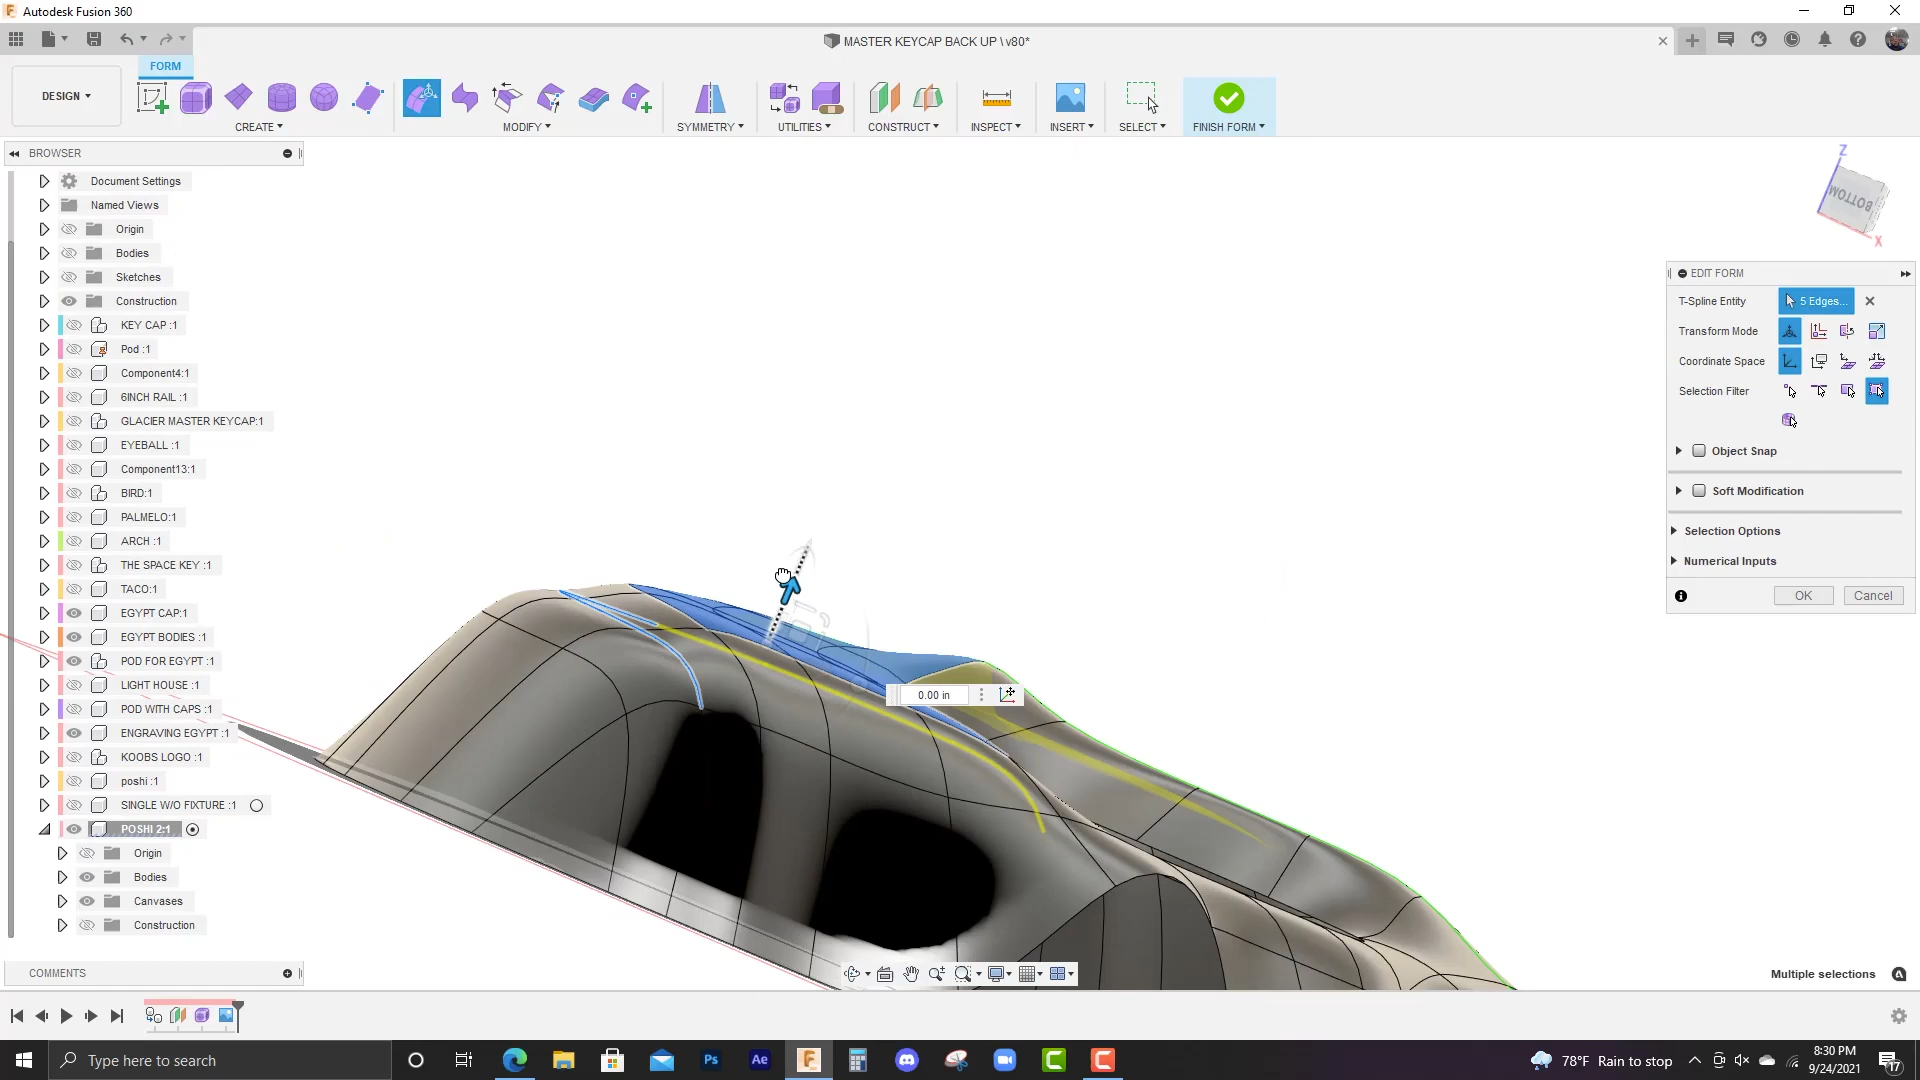 Autodesk Fusion 360
MASTER KEYCAP BACK UP \ v80*
FORM
DESIGN
CREATE
MODIFY
SYMMETRY
UTILITIES
CONSTRUCT
INSPECT
INSERT
SELECT
FINISH FORM
BROWSER
Document Settings
Named Views
Origin
Bodies
Sketches
Construction
KEY CAP :1
Pod :1
Component4:1
6INCH RAIL :1
GLACIER MASTER KEYCAP:1
EYEBALL :1
Component13:1
BIRD:1
PALMELO:1
ARCH :1
THE SPACE KEY :1
TACO:1
EGYPT CAP:1
EGYPT BODIES :1
POD FOR EGYPT :1
LIGHT HOUSE :1
POD WITH CAPS :1
ENGRAVING EGYPT :1
KOOBS LOGO :1
poshi :1
SINGLE W/O FIXTURE :1
POSHI 2:1
Origin
Bodies
Canvases
Construction
COMMENTS
Z
BOTTOM
X
EDIT FORM
T-Spline Entity
5 Edges...
Transform Mode
Coordinate Space
Selection Filter
Object Snap
Soft Modification
Selection Options
Numerical Inputs
OK
Cancel
0.00 in
Multiple selections
Type here to search
Ps
Ae
78°F Rain to stop
8:30 PM
9/24/2021
17